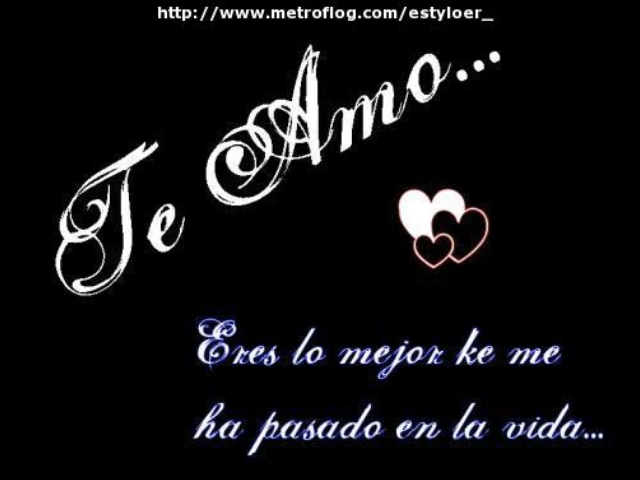 http://www.metroflog.com/estyloer_
Te Amo...
Eres lo mejor ke me
ha pasado en la vida...